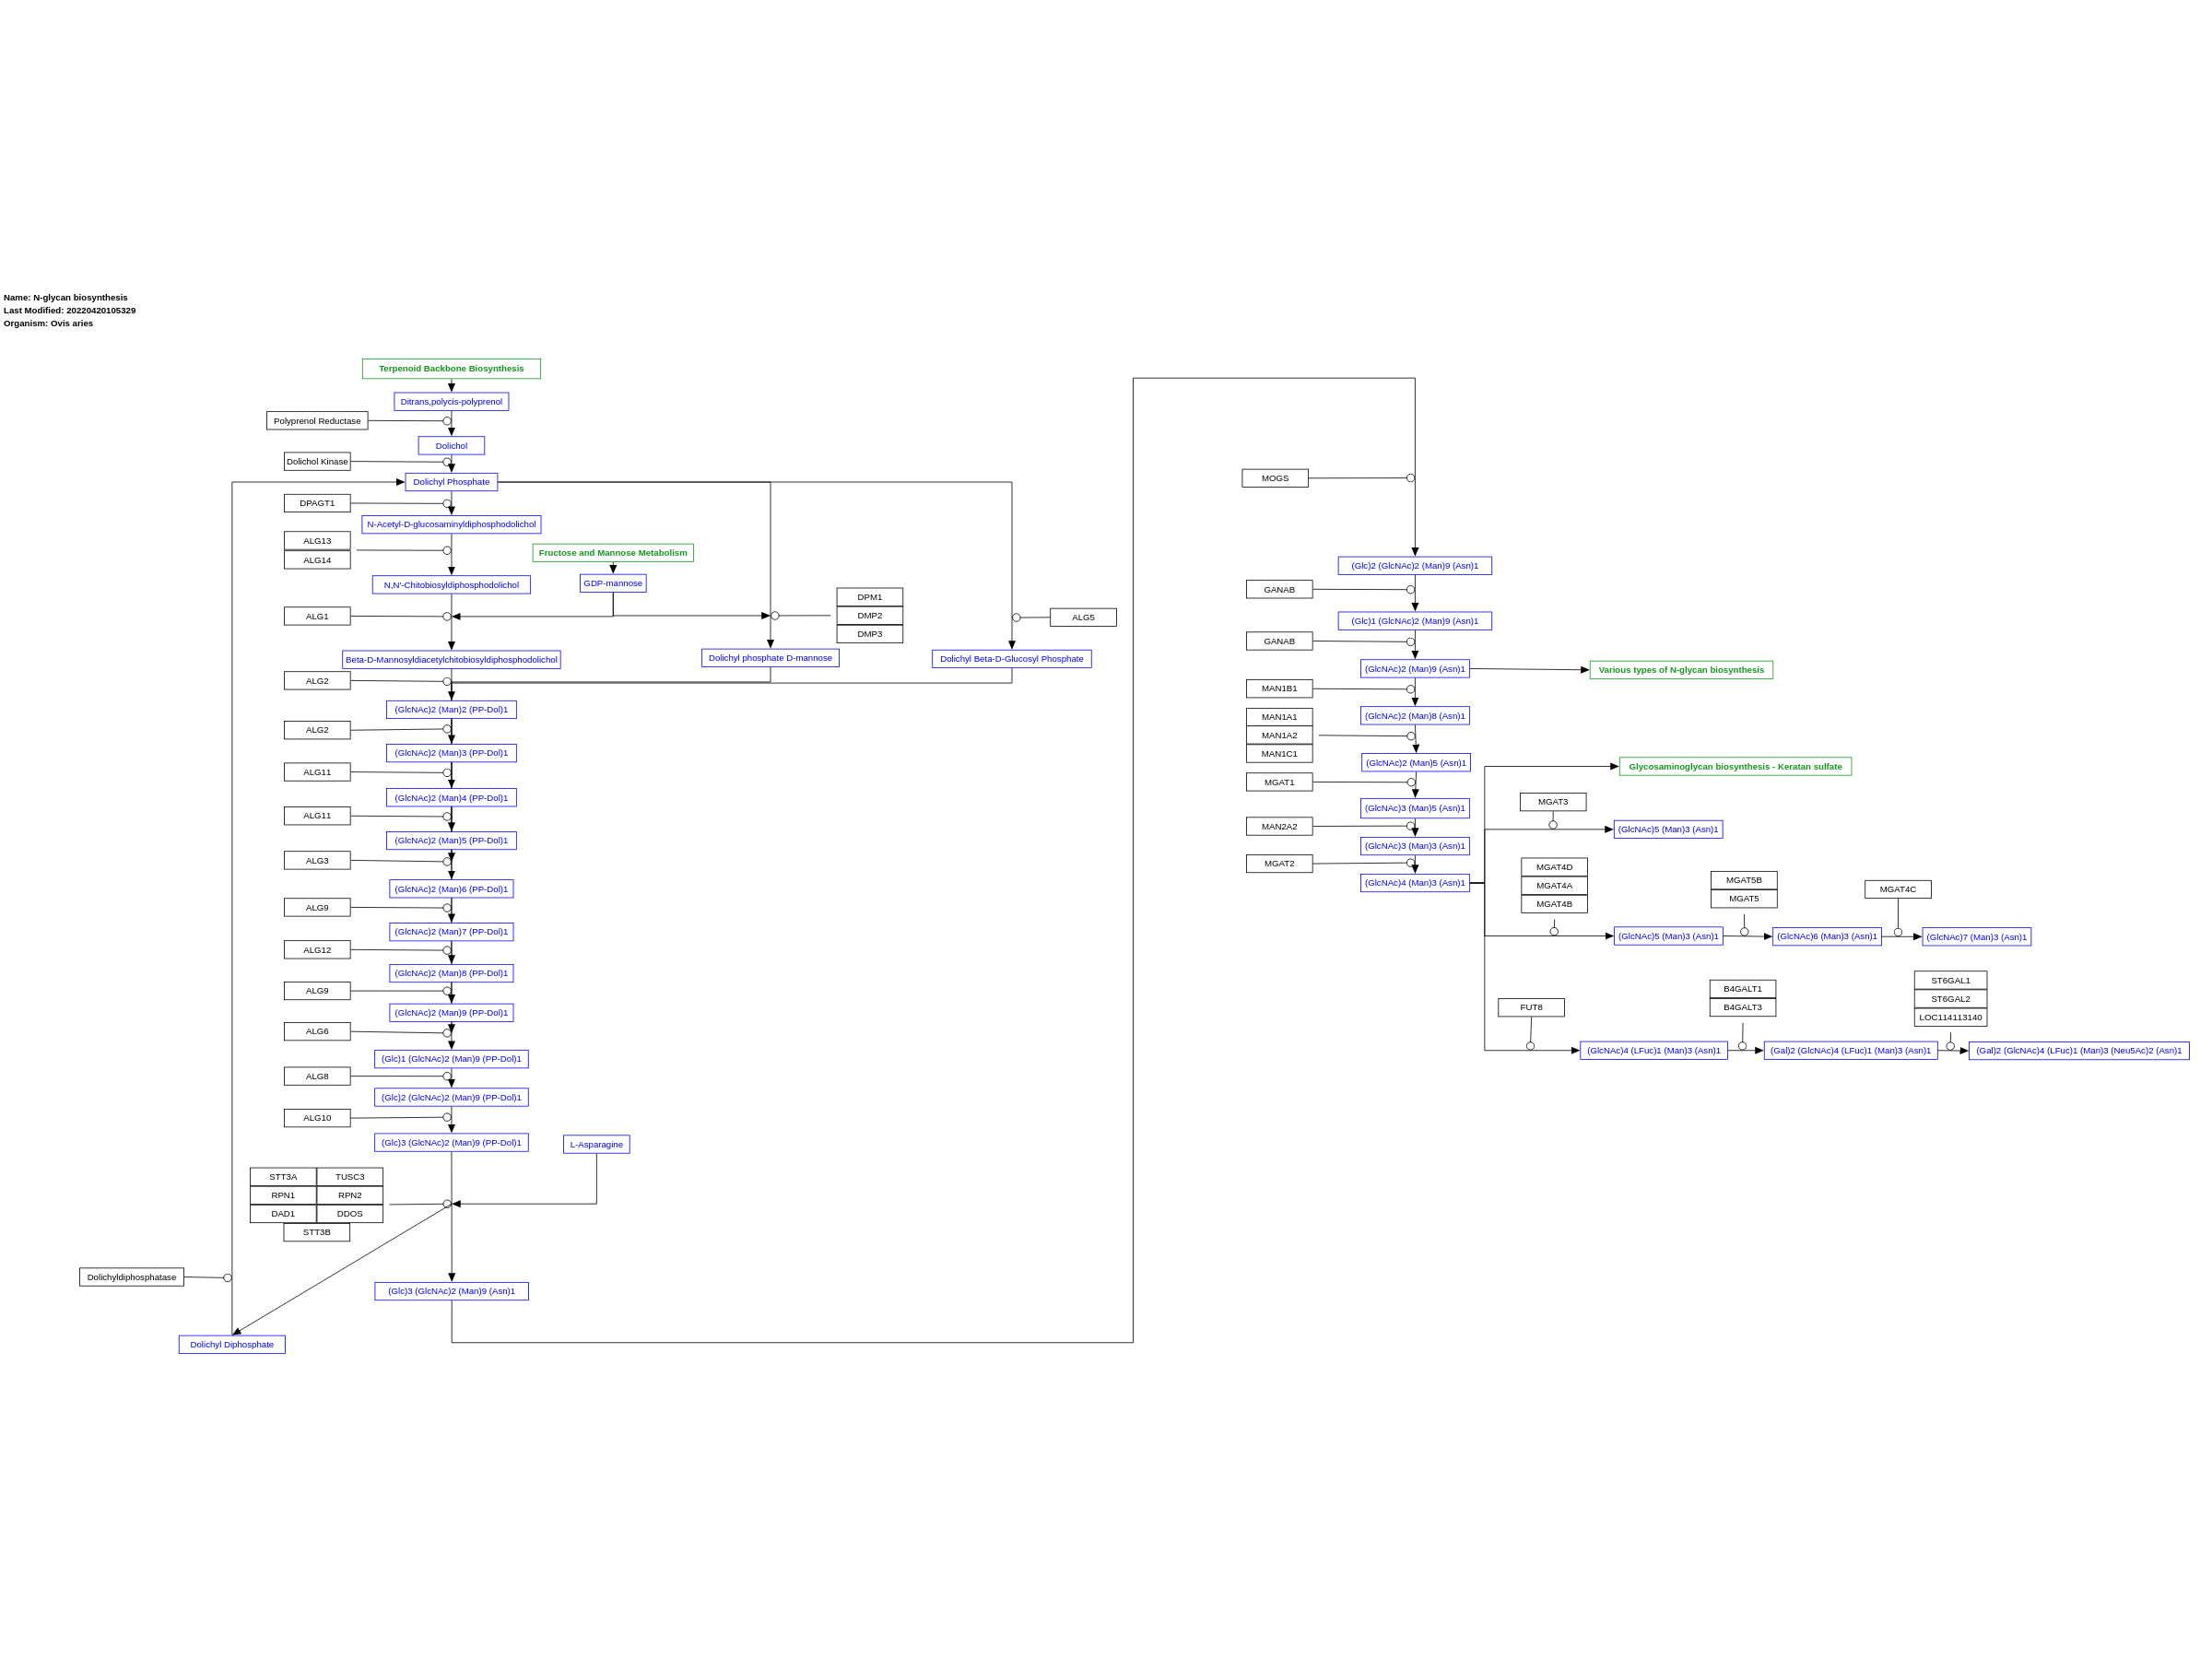 Name: N-glycan biosynthesis
Last Modified: 20220420105329
Organism: Ovis aries
Terpenoid Backbone Biosynthesis
Ditrans,polycis-polyprenol
Polyprenol Reductase
Dolichol
Dolichol Kinase
Dolichyl Phosphate
DPAGT1
N-Acetyl-D-glucosaminyldiphosphodolichol
ALG13
ALG14
Fructose and Mannose Metabolism
N,N'-Chitobiosyldiphosphodolichol
GDP-mannose
DPM1
DMP2
DMP3
ALG1
ALG5
Beta-D-Mannosyldiacetylchitobiosyldiphosphodolichol
Dolichyl phosphate D-mannose
Dolichyl Beta-D-Glucosyl Phosphate
ALG2
(GlcNAc)2 (Man)2 (PP-Dol)1
ALG2
(GlcNAc)2 (Man)3 (PP-Dol)1
ALG11
(GlcNAc)2 (Man)4 (PP-Dol)1
ALG11
(GlcNAc)2 (Man)5 (PP-Dol)1
ALG3
(GlcNAc)2 (Man)6 (PP-Dol)1
ALG9
(GlcNAc)2 (Man)7 (PP-Dol)1
ALG12
(GlcNAc)2 (Man)8 (PP-Dol)1
ALG9
(GlcNAc)2 (Man)9 (PP-Dol)1
ALG6
(Glc)1 (GlcNAc)2 (Man)9 (PP-Dol)1
ALG8
(Glc)2 (GlcNAc)2 (Man)9 (PP-Dol)1
ALG10
(Glc)3 (GlcNAc)2 (Man)9 (PP-Dol)1
L-Asparagine
STT3A
TUSC3
RPN1
RPN2
DAD1
DDOS
STT3B
Dolichyldiphosphatase
(Glc)3 (GlcNAc)2 (Man)9 (Asn)1
Dolichyl Diphosphate
MOGS
(Glc)2 (GlcNAc)2 (Man)9 (Asn)1
GANAB
(Glc)1 (GlcNAc)2 (Man)9 (Asn)1
GANAB
(GlcNAc)2 (Man)9 (Asn)1
Various types of N-glycan biosynthesis
MAN1B1
(GlcNAc)2 (Man)8 (Asn)1
MAN1A1
MAN1A2
MAN1C1
(GlcNAc)2 (Man)5 (Asn)1
Glycosaminoglycan biosynthesis - Keratan sulfate
MGAT1
(GlcNAc)3 (Man)5 (Asn)1
MGAT3
(GlcNAc)5 (Man)3 (Asn)1
MAN2A2
(GlcNAc)3 (Man)3 (Asn)1
MGAT2
(GlcNAc)4 (Man)3 (Asn)1
MGAT4D
MGAT4A
MGAT4B
MGAT5B
MGAT5
MGAT4C
(GlcNAc)5 (Man)3 (Asn)1
(GlcNAc)6 (Man)3 (Asn)1
(GlcNAc)7 (Man)3 (Asn)1
FUT8
B4GALT1
B4GALT3
ST6GAL1
ST6GAL2
LOC114113140
(GlcNAc)4 (LFuc)1 (Man)3 (Asn)1
(Gal)2 (GlcNAc)4 (LFuc)1 (Man)3 (Asn)1
(Gal)2 (GlcNAc)4 (LFuc)1 (Man)3 (Neu5Ac)2 (Asn)1